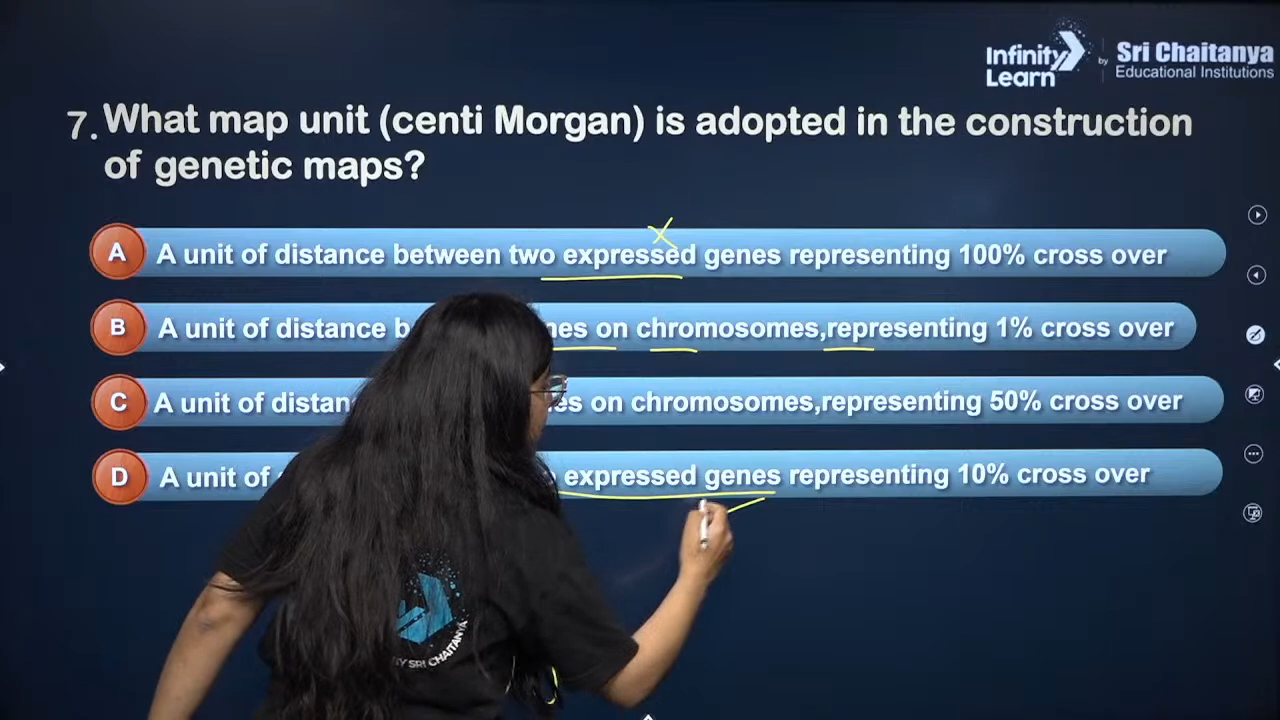 Infinity Learn by Sri Chaitanya Educational Institutions
7. What map unit (centi Morgan) is adopted in the construction
of genetic maps?
A A unit of distance between two expressed genes representing 100% cross over
B A unit of distance on chromosomes,representing 1% cross over
C A unit of on chromosomes,representing 50% cross over
D A unit of expressed genes representing 10% cross over
SRI CHAITANYA